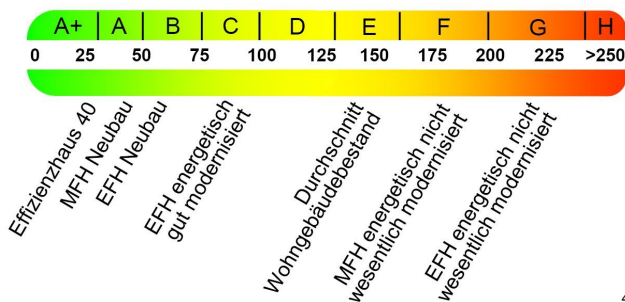 A+ A B C D E F G H
0 25 50 75 100 125 150 175 200 225 >250
Effizienzhaus 40
MFH Neubau
EFH Neubau
EFH energetisch
gut modernisiert
Durchschnitt
Wohngebäudebestand
MFH energetisch nicht
wesentlich modernisiert
EFH energetisch nicht
wesentlich modernisiert